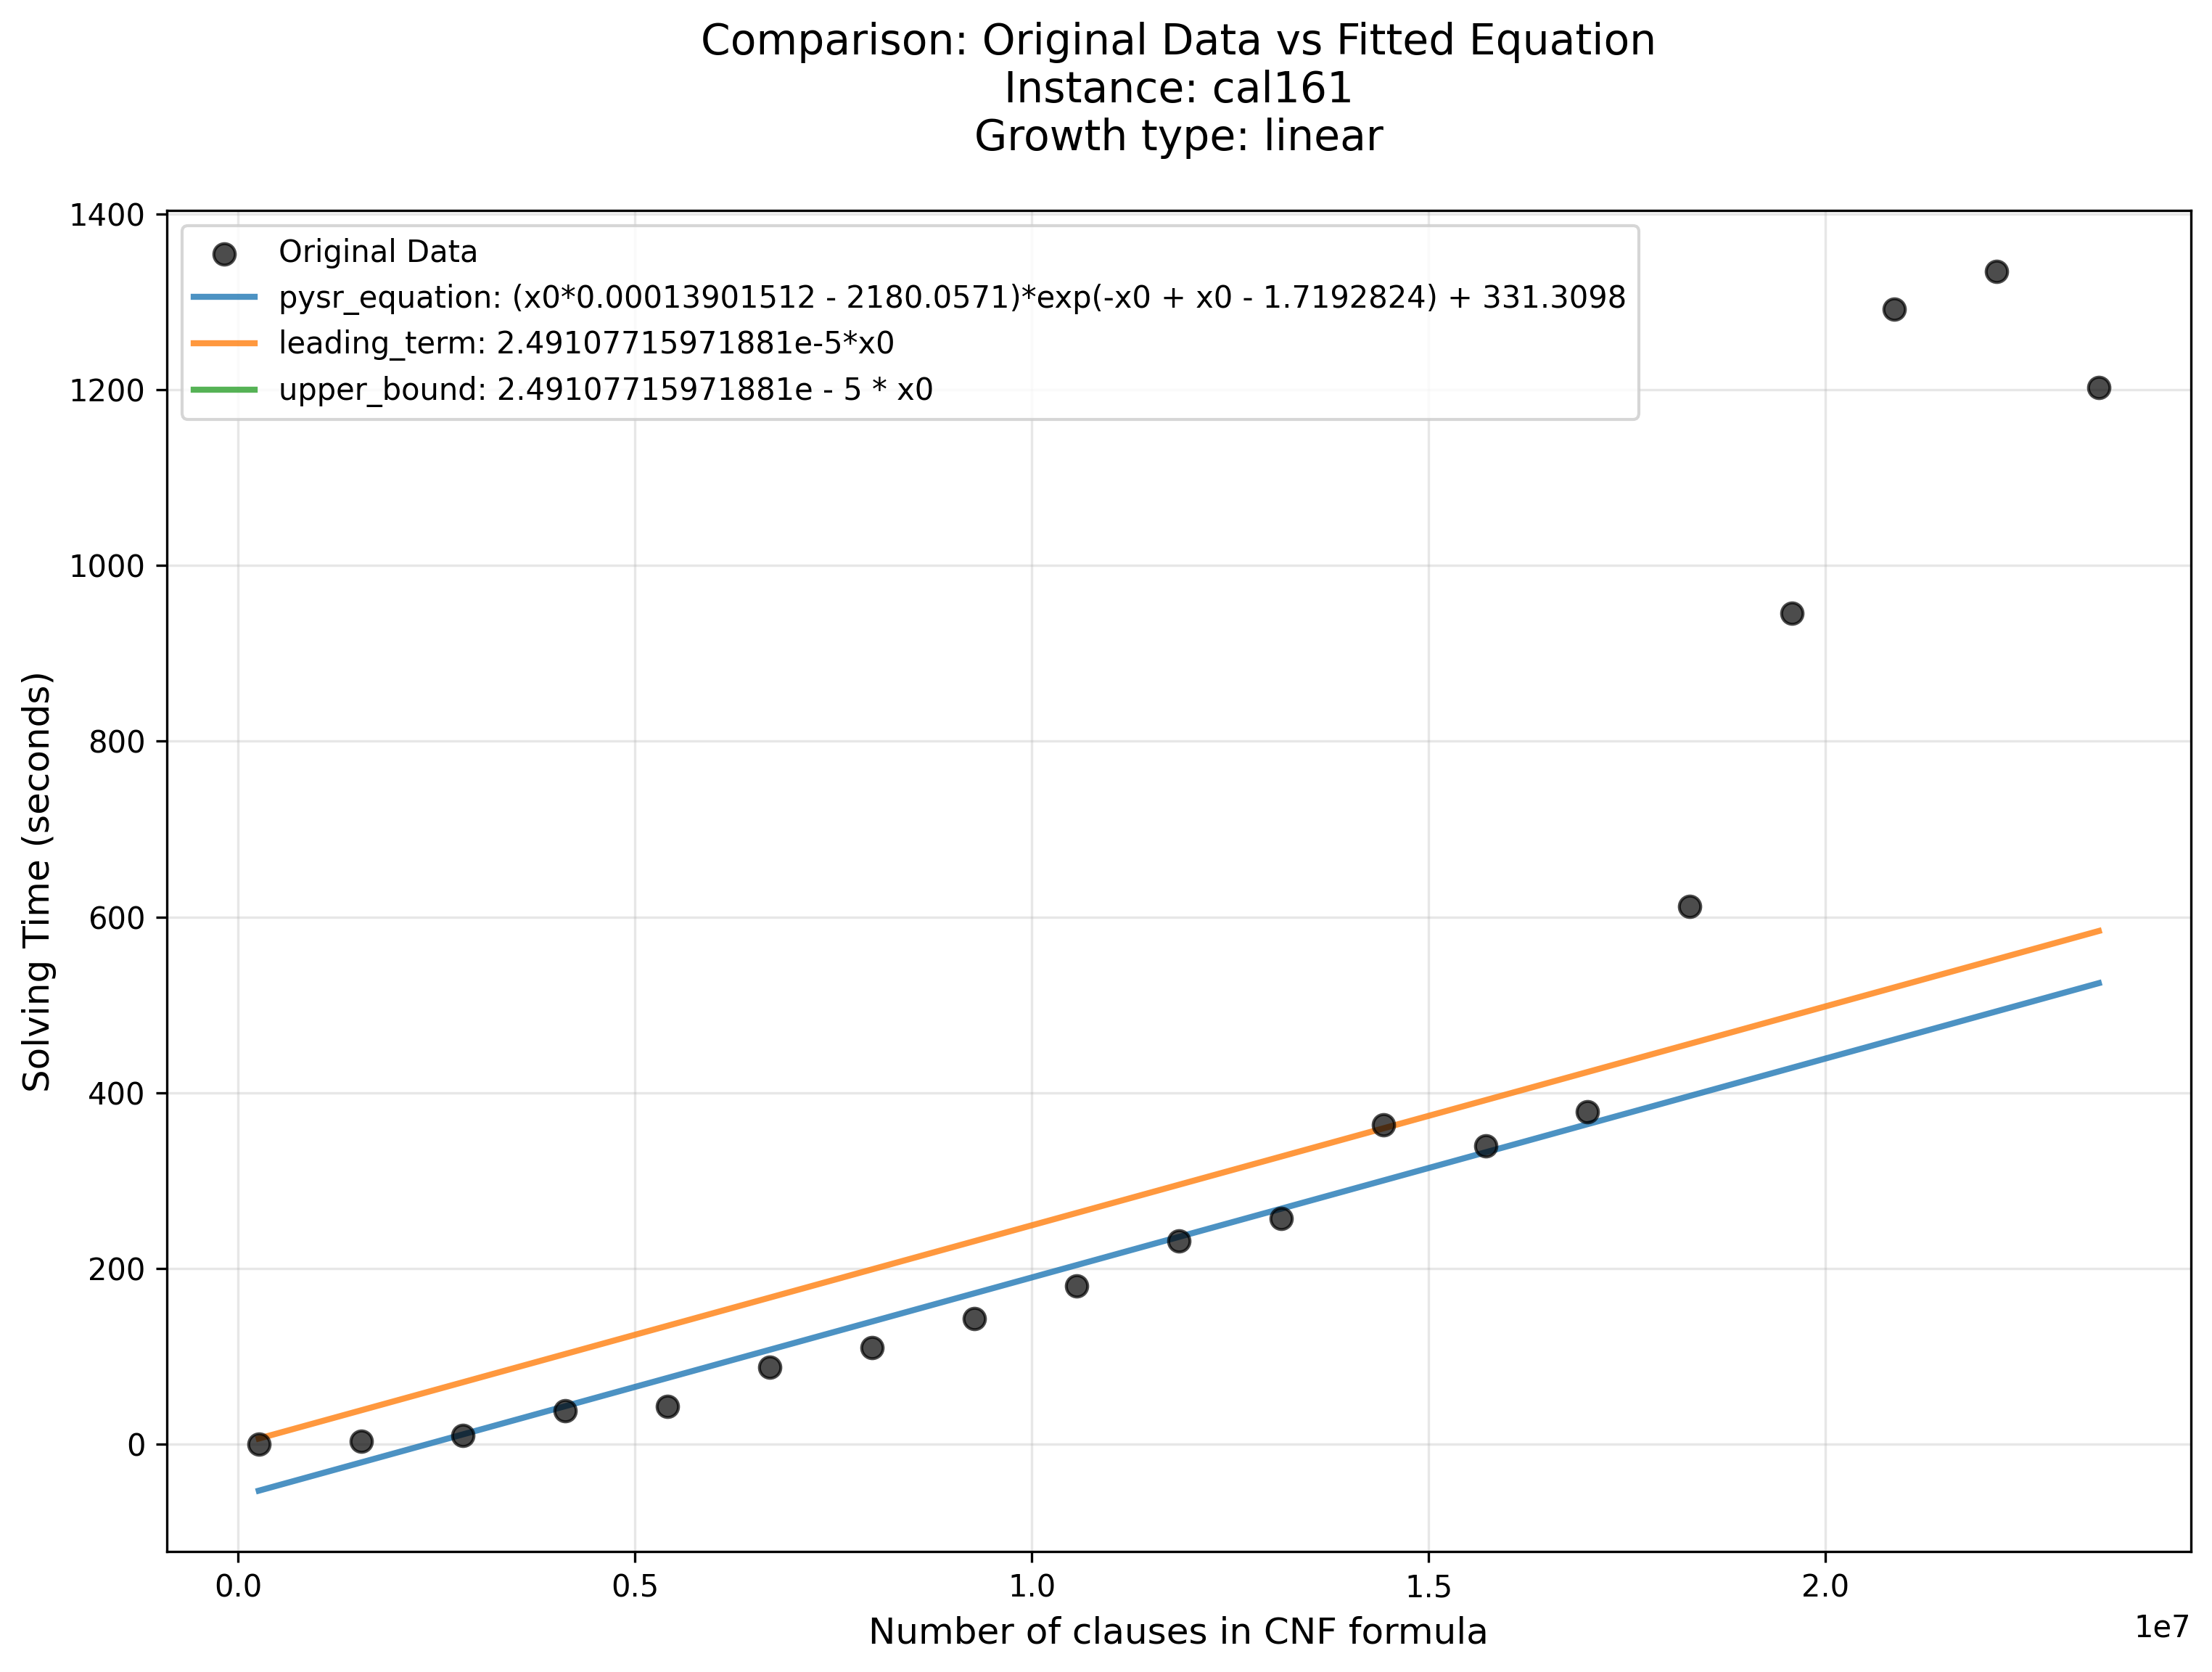 Comparison: Original Data vs Fitted Equation
Instance: cal161
Growth type: linear
Original Data
pysr_equation: (x0*0.00013901512 - 2180.0571)*exp(-x0 + x0 - 1.7192824) + 331.3098
leading_term: 2.49107715971881e-5*x0
upper_bound: 2.49107715971881e - 5 * x0
1400
1200
1000
800
600
400
200
0
Solving Time (seconds)
0.0 0.5 1.0 1.5 2.0
1e7
Number of clauses in CNF formula